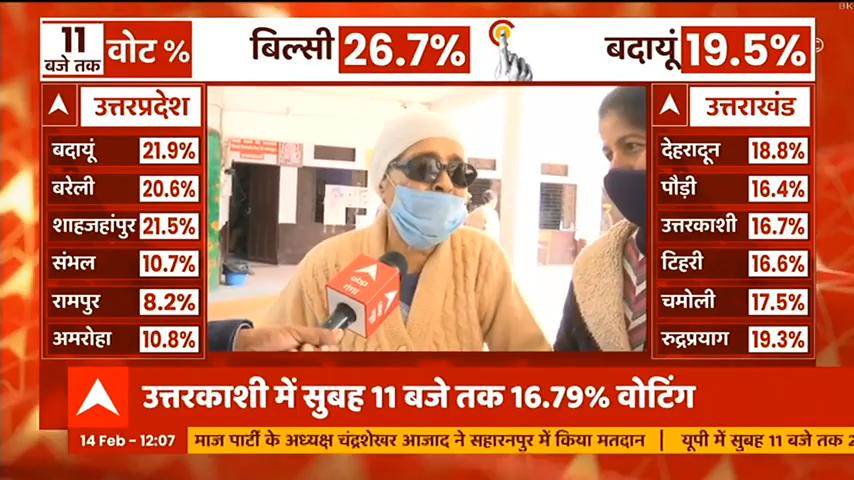 11
बजे तक
वोट %
बिल्सी 26.7%
बदायूं 19.5%
उत्तरप्रदेश
बदायूं 21.9%
बरेली 20.6%
शाहजहांपुर 21.5%
संभल 10.7%
रामपुर 8.2%
अमरोहा 10.8%
abp
गंगा
उत्तराखंड
देहरादून 18.8%
पौड़ी 16.4%
उत्तरकाशी 16.7%
टिहरी 16.6%
चमोली 17.5%
रुद्रप्रयाग 19.3%
उत्तरकाशी में सुबह 11 बजे तक 16.79% वोटिंग
14 Feb - 12:07
माज पार्टी के अध्यक्ष चंद्रशेखर आजाद ने सहारनपुर में किया मतदान | यूपी में सुबह 11 बजे तक 2